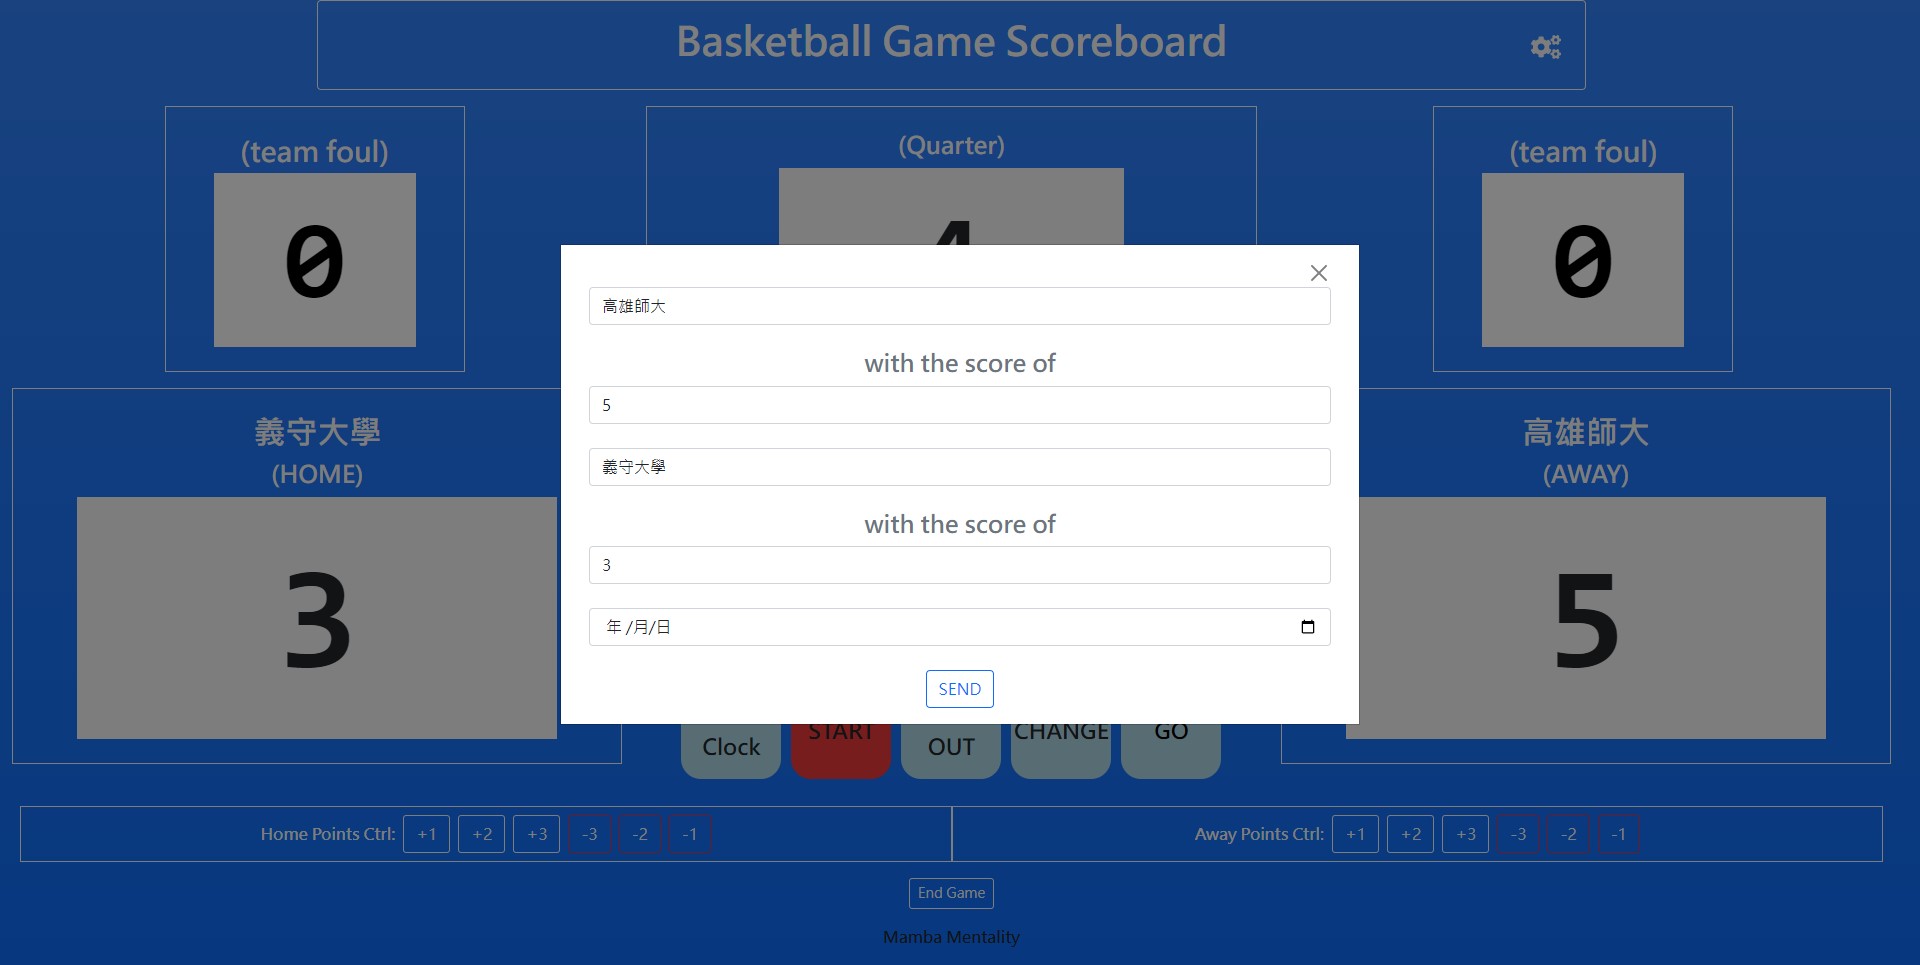 Basketball Game Scoreboard
(team foul)
0
(Quarter)
4
(team foul)
0
高雄師大
with the score of
5
義守大學
with the score of
3
年 /月/日
SEND
義守大學
(HOME)
3
高雄師大
(AWAY)
5
Clock
START
OUT
CHANGE
GO
Home Points Ctrl: +1 +2 +3 -3 -2 -1
Away Points Ctrl: +1 +2 +3 -3 -2 -1
End Game
Mamba Mentality